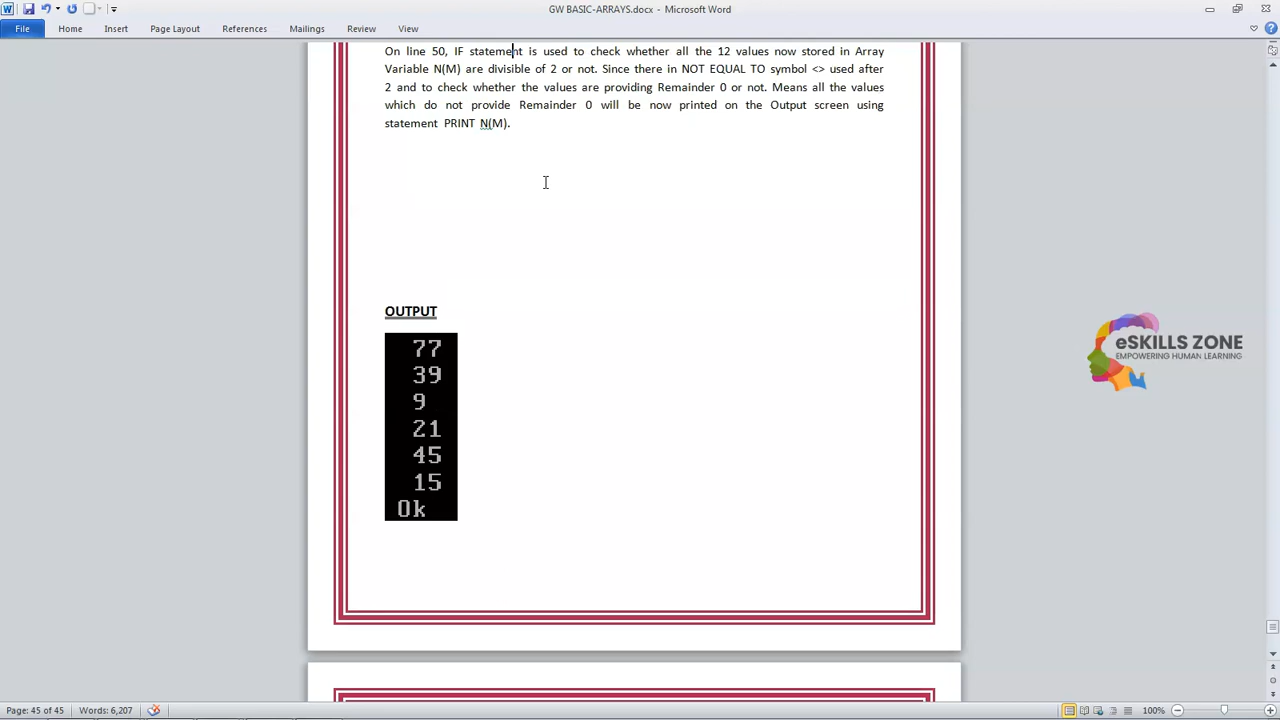 GW BASIC-ARRAYS.docx - Microsoft Word
File Home Insert Page Layout References Mailings Review View
On line 50, IF statement is used to check whether all the 12 values now stored in Array
Variable N(M) are divisible of 2 or not. Since there in NOT EQUAL TO symbol <> used after
2 and to check whether the values are providing Remainder 0 or not. Means all the values
which do not provide Remainder 0 will be now printed on the Output screen using
statement PRINT N(M).
OUTPUT
77
39
9
21
45
15
Ok
eSKILLS ZONE
EMPOWERING HUMAN LEARNING
Page: 45 of 45 Words: 6,207 100%